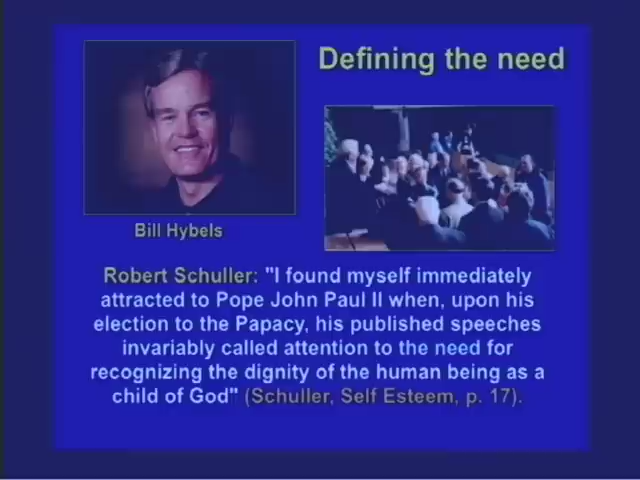 Defining the need
Bill Hybels
Robert Schuller: "I found myself immediately
attracted to Pope John Paul II when, upon his
election to the Papacy, his published speeches
invariably called attention to the need for
recognizing the dignity of the human being as a
child of God" (Schuller, Self Esteem, p. 17).